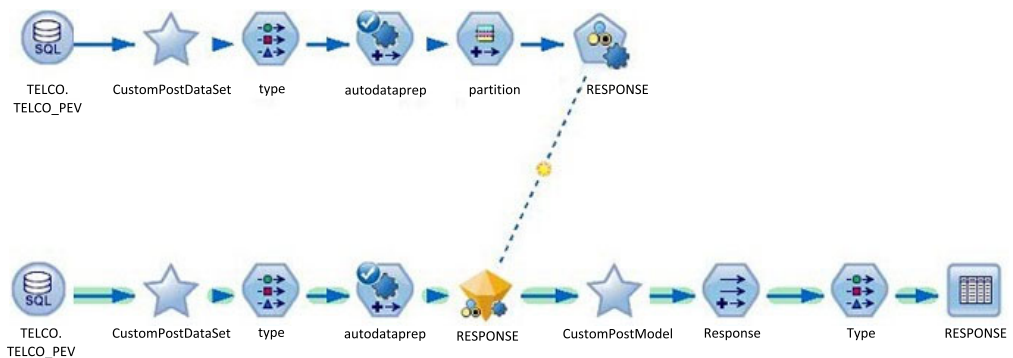 SQL
TELCO.
TELCO_PEV
CustomPostDataSet
type
autodataprep
partition
RESPONSE
SQL
TELCO.
TELCO_PEV
CustomPostDataSet
type
autodataprep
RESPONSE
CustomPostModel
Response
Type
RESPONSE